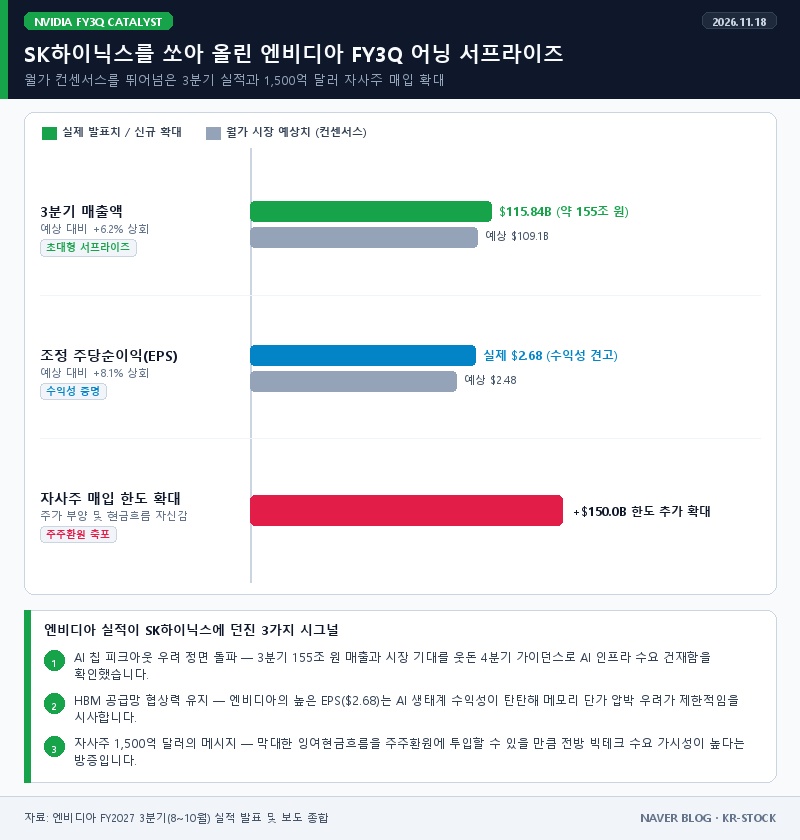 NVIDIA FY3Q CATALYST
2026.11.18
SK하이닉스를 쏘아 올린 엔비디아 FY3Q 어닝 서프라이즈
월가 컨센서스를 뛰어넘은 3분기 실적과 1,500억 달러 자사주 매입 확대
실제 발표치 / 신규 확대
월가 시장 예상치 (컨센서스)
3분기 매출액
예상 대비 +6.2% 상회
초대형 서프라이즈
$115.84B (약 155조 원)
예상 $109.1B
조정 주당순이익(EPS)
예상 대비 +8.1% 상회
수익성 증명
실제 $2.68 (수익성 견고)
예상 $2.48
자사주 매입 한도 확대
주가 부양 및 현금흐름 자신감
주주환원 축포
+$150.0B 한도 추가 확대
엔비디아 실적이 SK하이닉스에 던진 3가지 시그널
1 AI 칩 피크아웃 우려 정면 돌파 — 3분기 155조 원 매출과 시장 기대를 웃돈 4분기 가이던스로 AI 인프라 수요 건재함을
확인했습니다.
2 HBM 공급망 협상력 유지 — 엔비디아의 높은 EPS($2.68)는 AI 생태계 수익성이 탄탄해 메모리 단가 압박 우려가 제한적임을
시사합니다.
3 자사주 1,500억 달러의 메시지 — 막대한 잉여현금흐름을 주주환원에 투입할 수 있을 만큼 전방 빅테크 수요 가시성이 높다는
방증입니다.
자료: 엔비디아 FY2027 3분기(8~10월) 실적 발표 및 보도 종합
NAVER BLOG · KR-STOCK